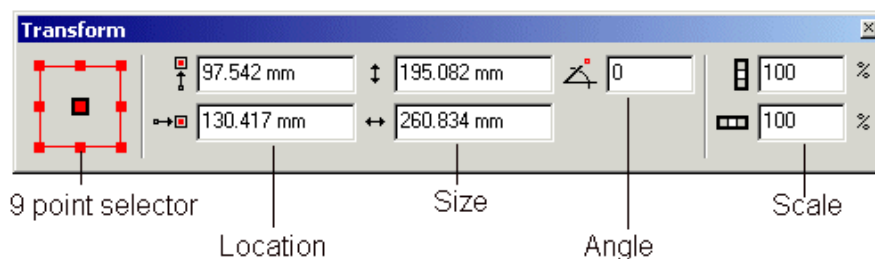 Transform
97.542 mm 195.082 mm 0 100 %
130.417 mm 260.834 mm 100 %
9 point selector Size Scale
Location Angle